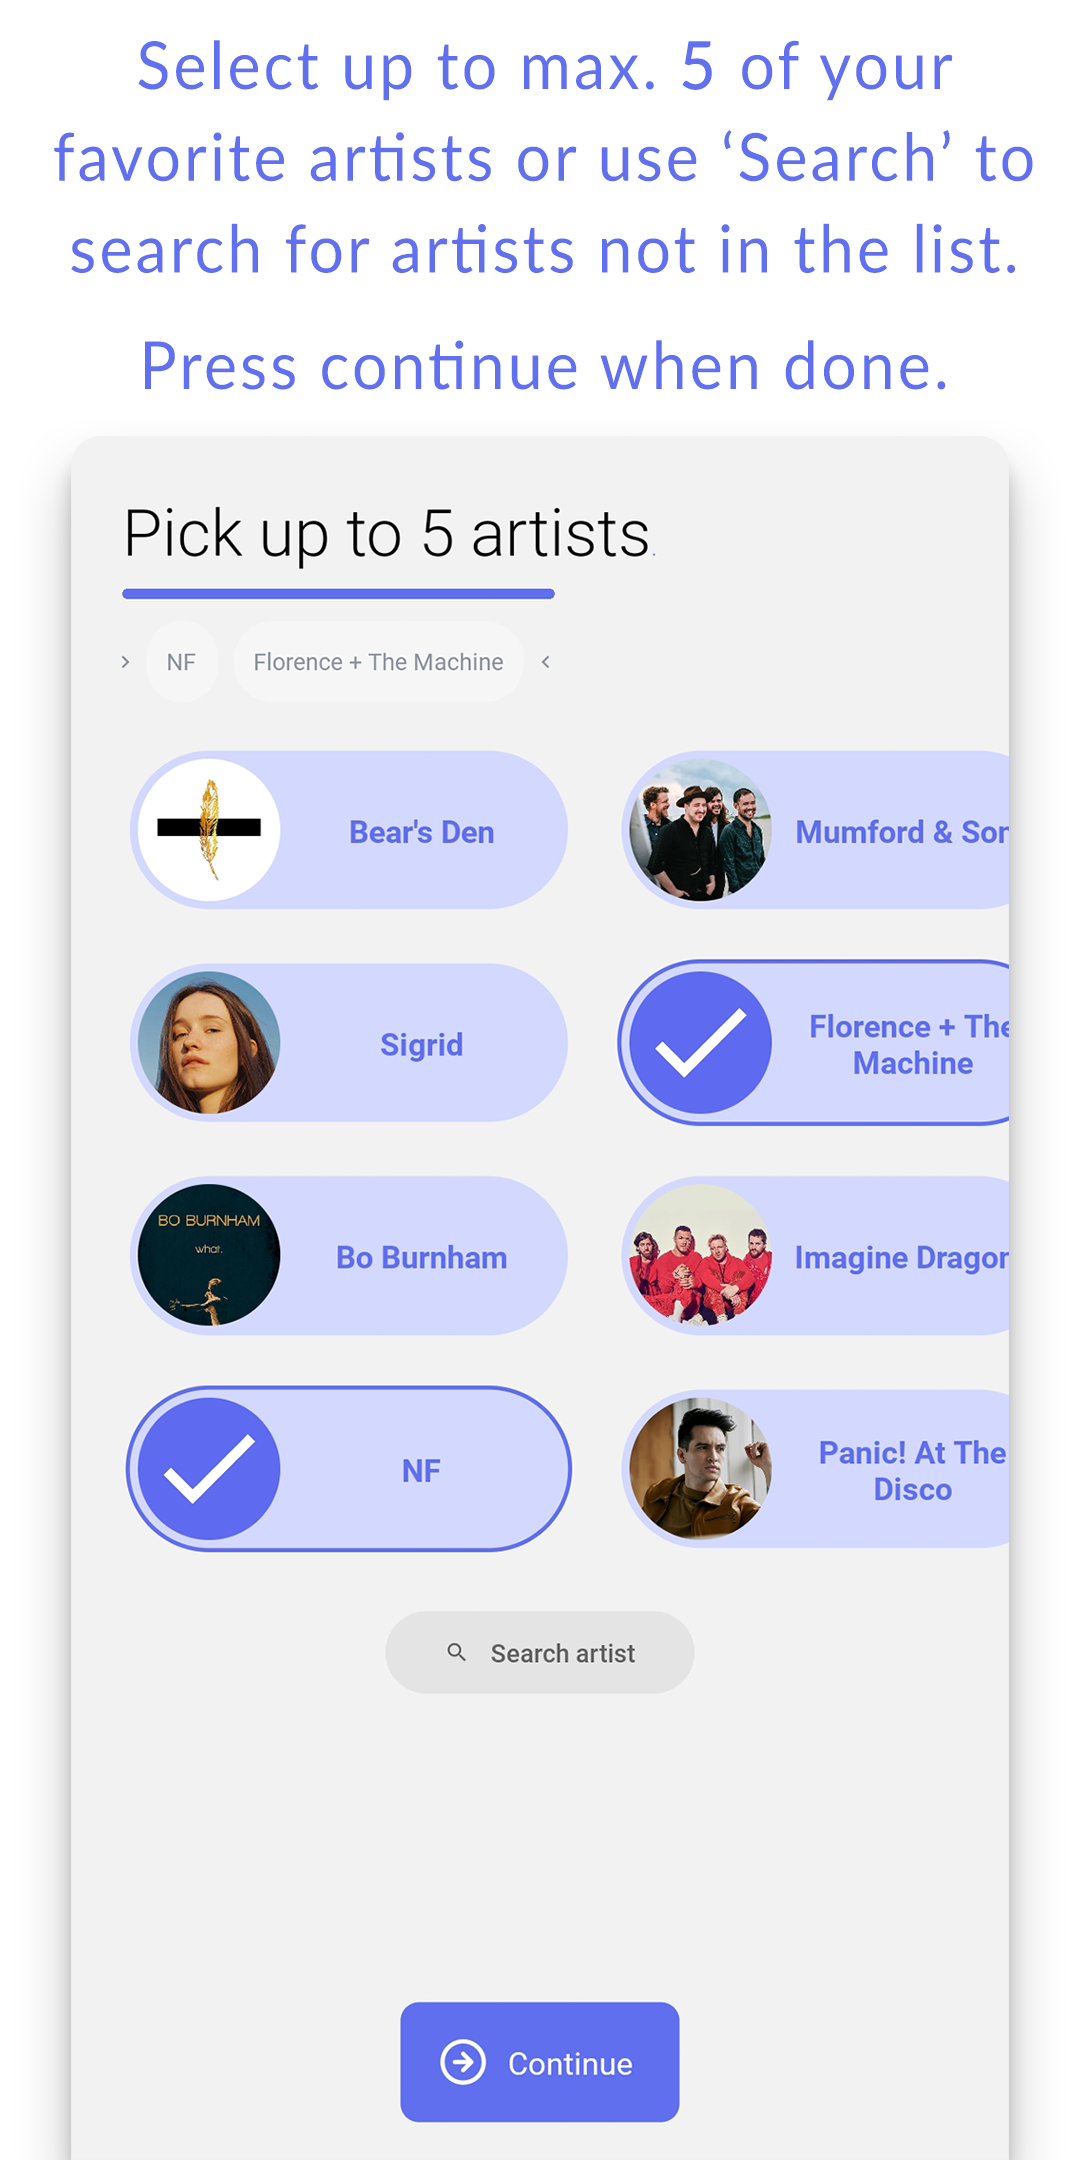 Select up to max. 5 of your
favorite artists or use ‘Search’ to
search for artists not in the list.
Press continue when done.
Pick up to 5 artists.
NF
Florence + The Machine
Bear's Den
Mumford & Son
Sigrid
Florence + The
Machine
BO BURNHAM
what.
Bo Burnham
Imagine Dragon
NF
Panic! At The
Disco
Search artist
Continue